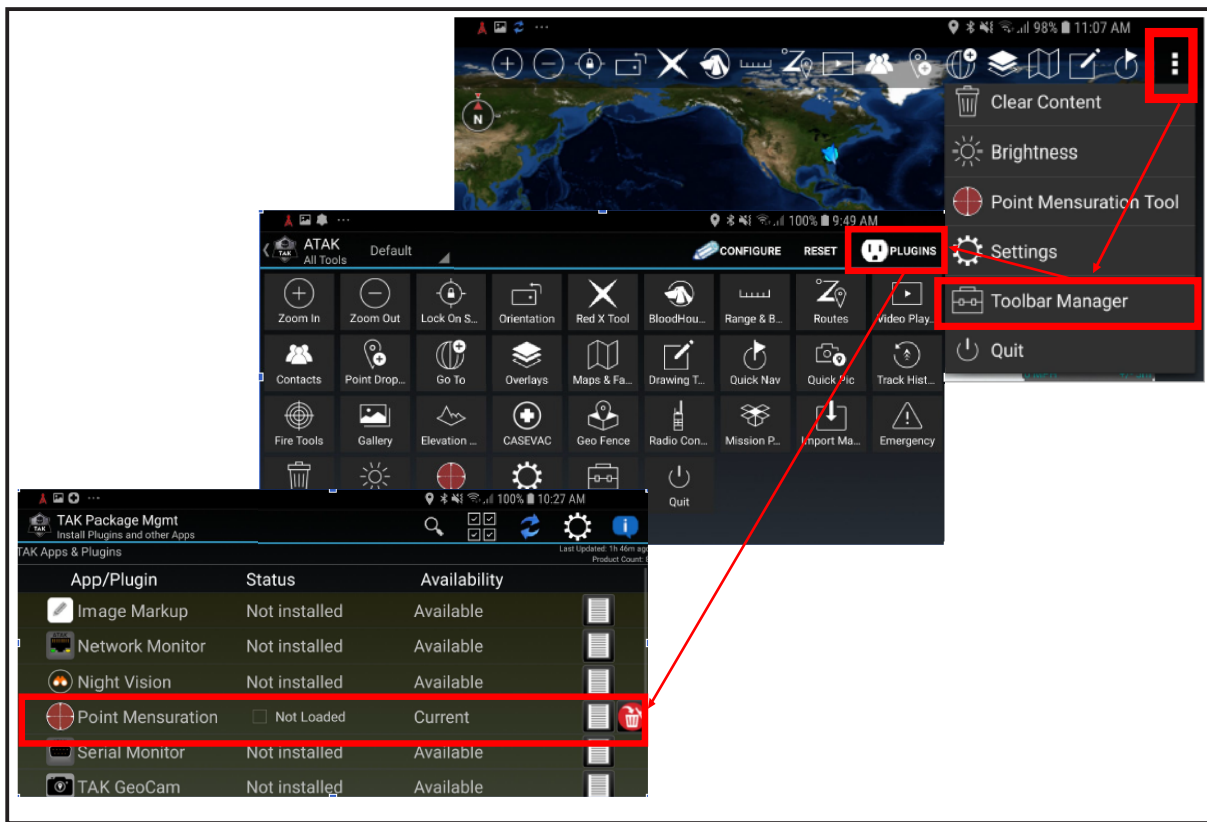 98% 11:07 AM
N
Clear Content
Brightness
Point Mensuration Tool
Settings
Toolbar Manager
Quit
100% 9:49 AM
TAK
ATAK
All Tools
Default
CONFIGURE
RESET
PLUGINS
Zoom In
Zoom Out
Lock On S...
Orientation
Red X Tool
BloodHou...
Range & B...
Routes
Video Play...
Contacts
Point Drop...
Go To
Overlays
Maps & Fa...
Drawing T...
Quick Nav
Quick Pic
Track Hist...
Fire Tools
Gallery
Elevation ...
CASEVAC
Geo Fence
Radio Con...
Mission P...
Import Ma...
Emergency
Quit
100% 10:27 AM
TAK
TAK Package Mgmt
Install Plugins and other Apps
TAK Apps & Plugins
Last Updated: 1h 46m ago
Product Count:
App/Plugin Status Availability
Image Markup Not installed Available
Network Monitor Not installed Available
Night Vision Not installed Available
Point Mensuration Not Loaded Current
Serial Monitor Not installed Available
TAK GeoCam Not installed Available